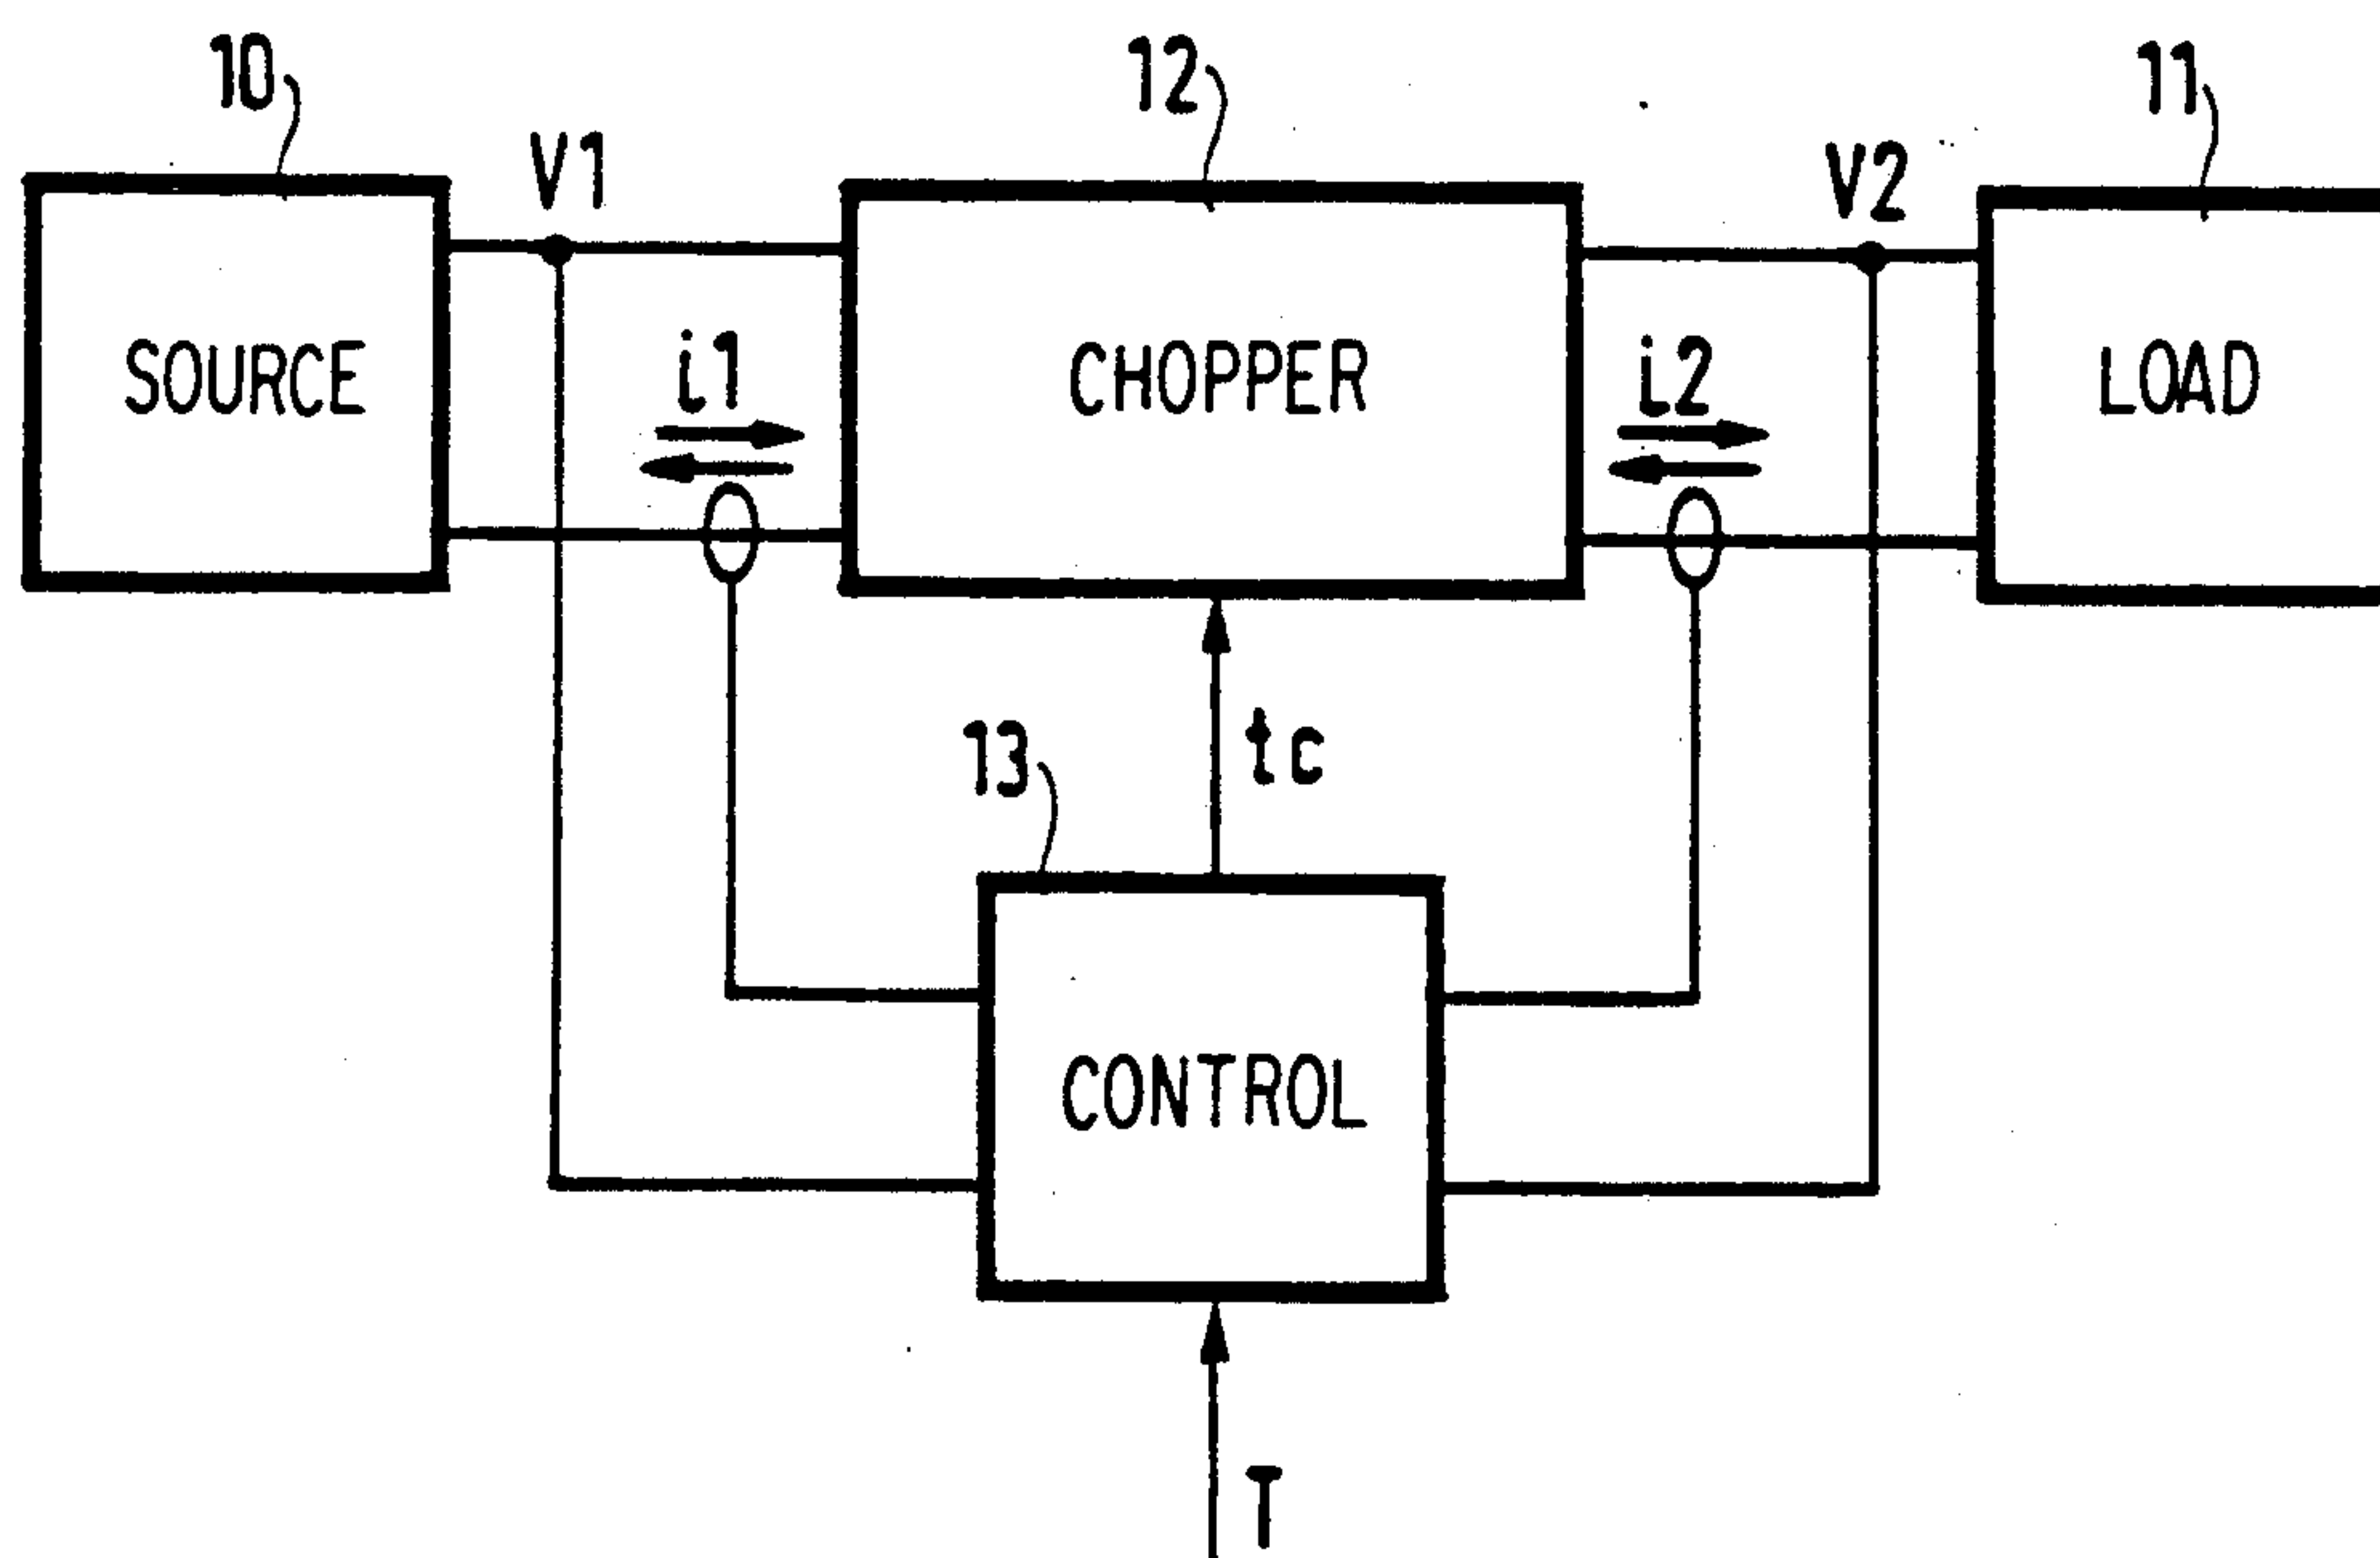 10
12
11
V1
V2
SOURCE
i1
CHOPPER
i2
LOAD
13
tc
CONTROL
T